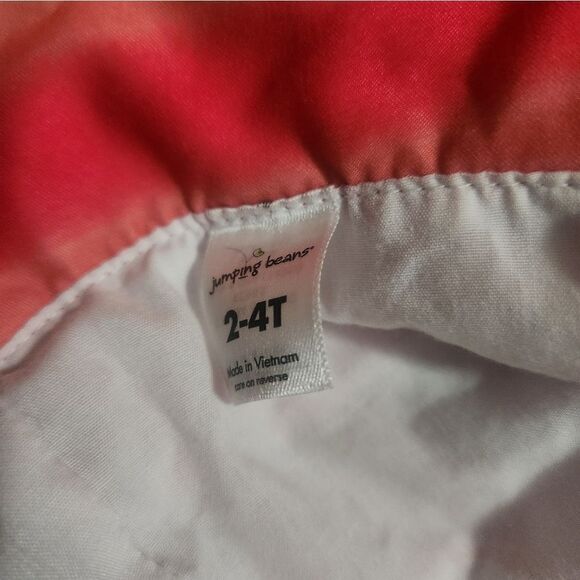 jumping beans®
2-4T
Made in Vietnam
care on reverse